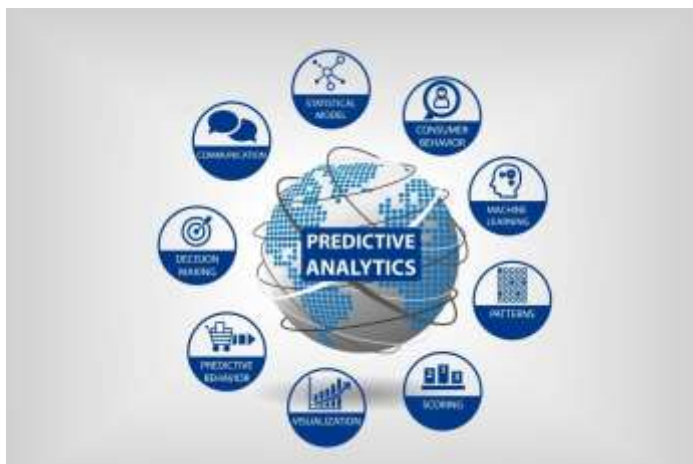 STATISTICAL
MODEL
CONSUMER
BEHAVIOR
COMMUNICATION
MACHINE
LEARNING
DECISION
MAKING
PREDICTIVE
ANALYTICS
PATTERNS
PREDICTIVE
BEHAVIOR
SCORING
VISUALIZATION